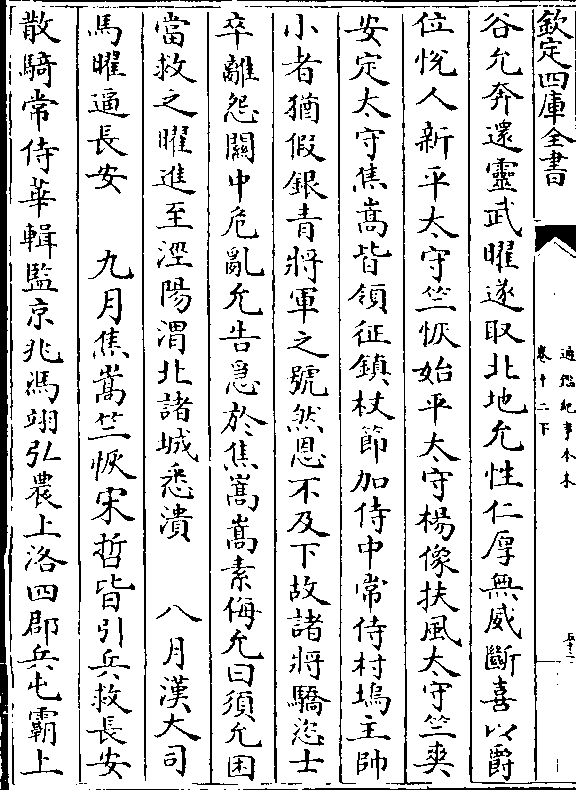 欽定四庫全書
通鑑紀事本末
卷十二下
谷允奔還靈武曜遂取北地允性仁厚無威斷喜以爵
位悅人新平太守竺恢始平太守楊像扶風太守竺爽
安定太守焦嵩皆領征鎮杖節加侍中常侍村塢主帥
小者猶假銀青將軍之號然恩不及下故諸將驕恣士
卒離怨關中危亂允告急於焦嵩嵩素侮允曰須允困
當救之曜進至涇陽渭北諸城悉潰　八月漢大司
馬曜逼長安　九月焦嵩竺恢宋哲皆引兵救長安
散騎常侍華輯監京兆馮翊弘農上洛四郡兵屯霸上